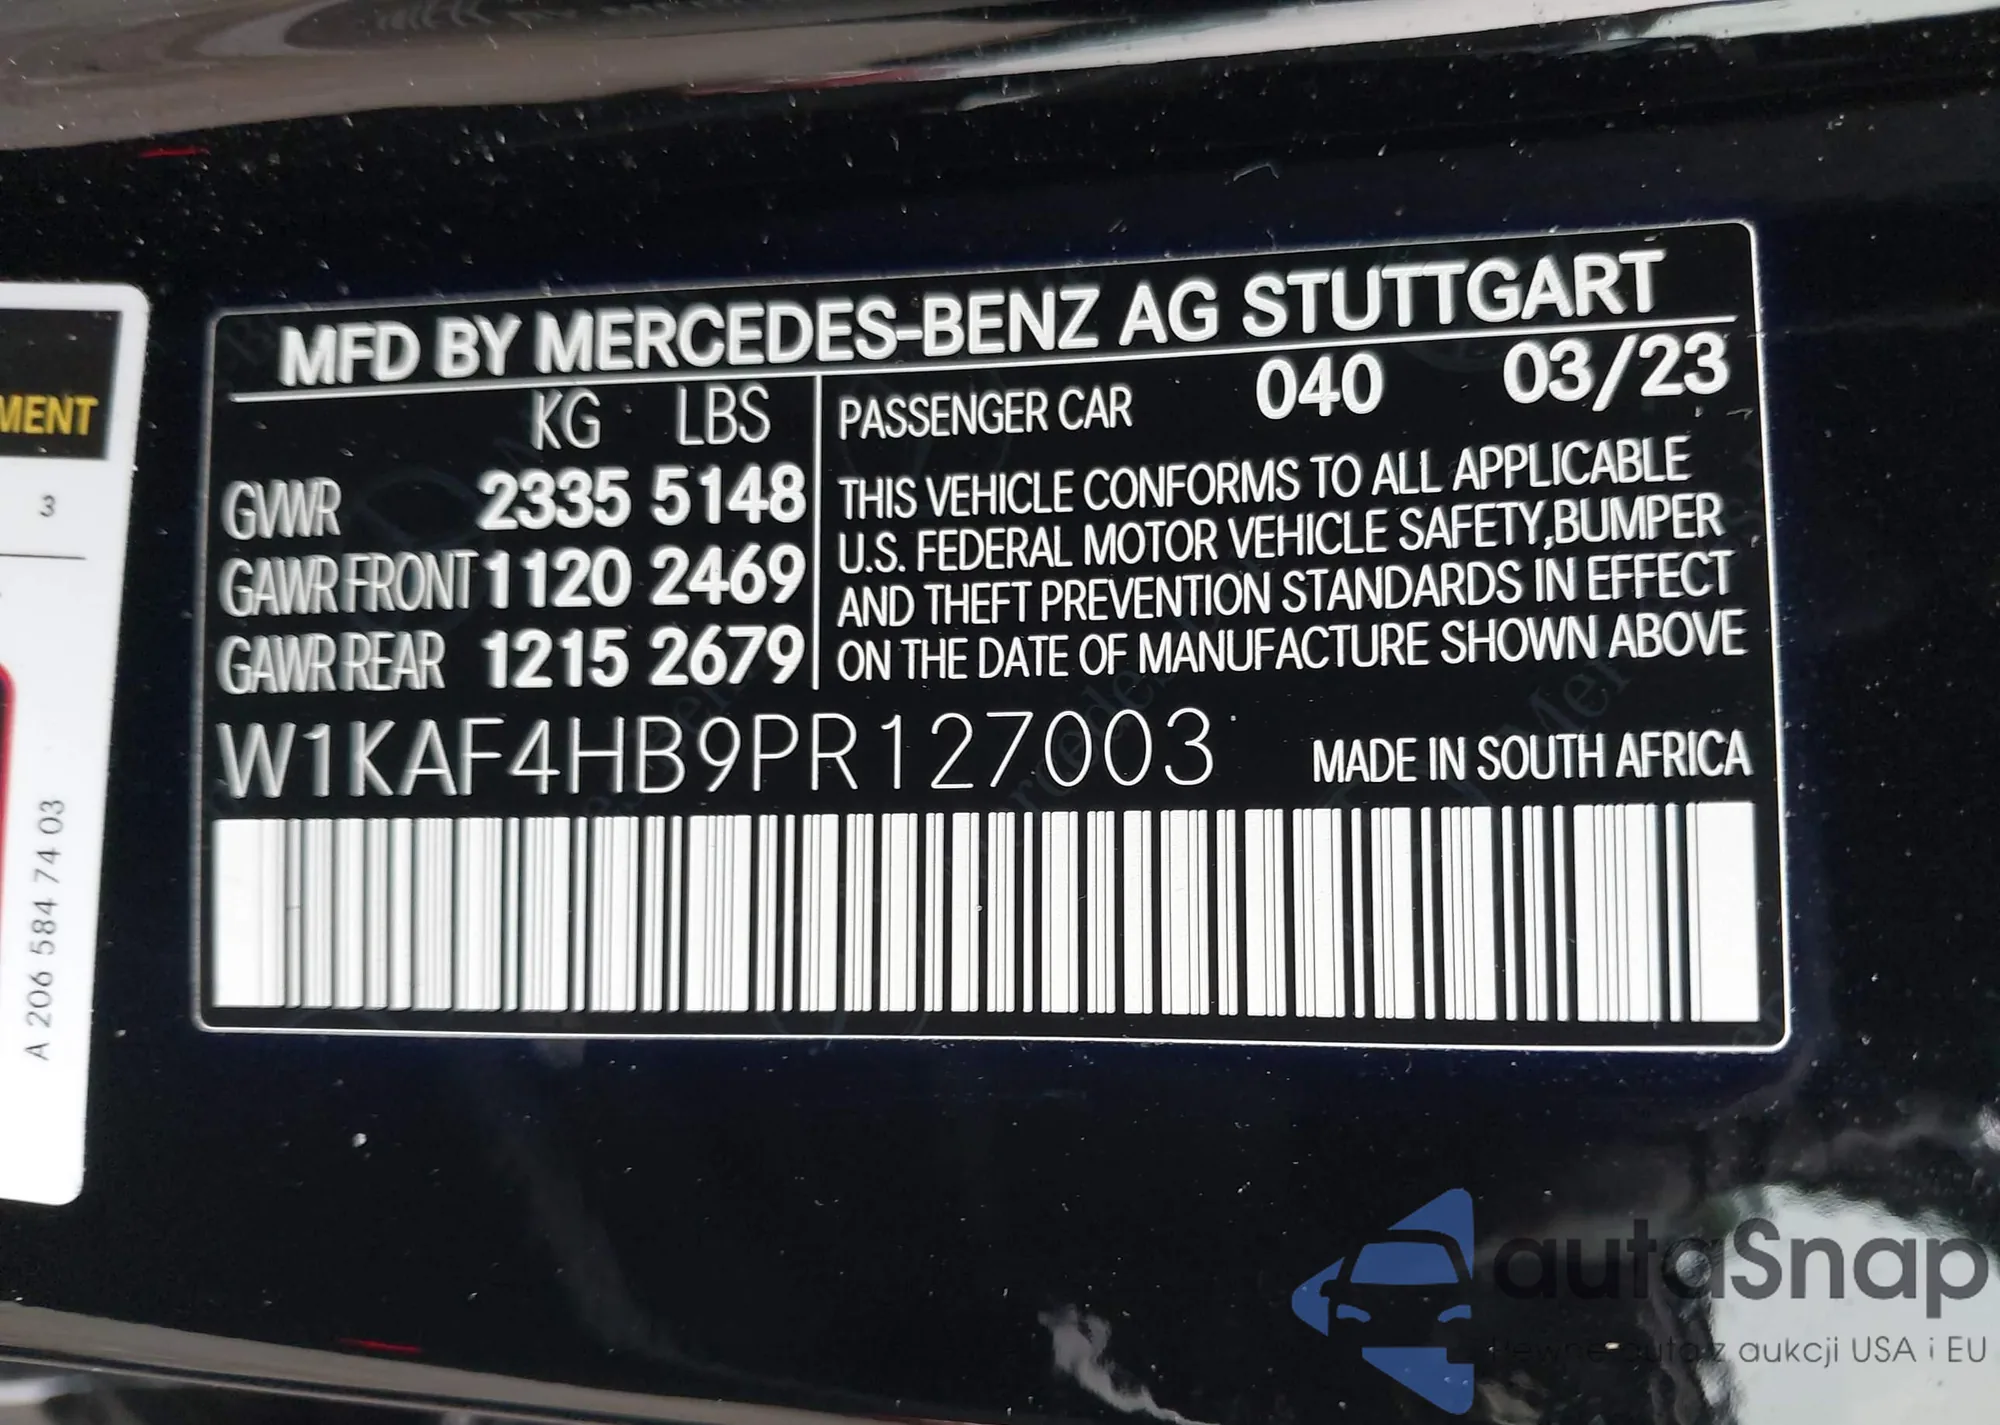 MFD BY MERCEDES-BENZ AG STUTTGART
KG LBS
GVWR 2335 5148
GAWR FRONT 1120 2469
GAWR REAR 1215 2679
PASSENGER CAR 040 03/23
THIS VEHICLE CONFORMS TO ALL APPLICABLE
U.S. FEDERAL MOTOR VEHICLE SAFETY,BUMPER
AND THEFT PREVENTION STANDARDS IN EFFECT
ON THE DATE OF MANUFACTURE SHOWN ABOVE
W1KAF4HB9PR127003 MADE IN SOUTH AFRICA
MENT
3
A 206 584 74 03
autaSnap
Pewne auta z aukcji USA i EU